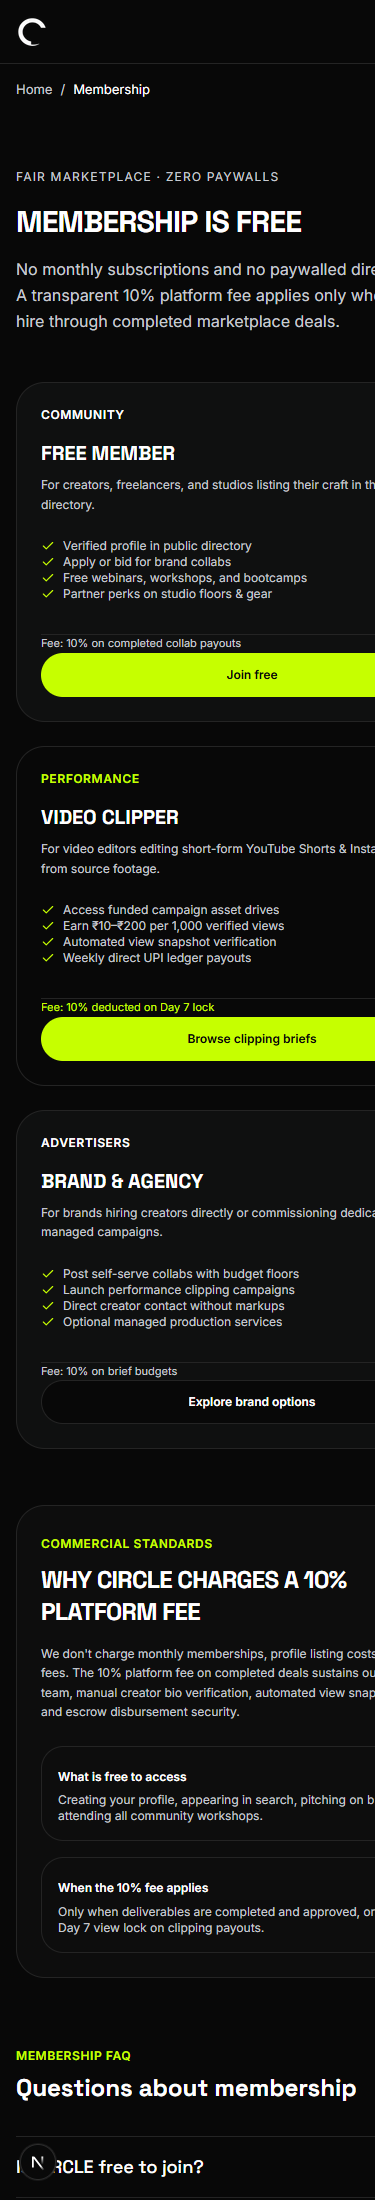 Home / Membership
FAIR MARKETPLACE · ZERO PAYWALLS
MEMBERSHIP IS FREE
No monthly subscriptions and no paywalled
A transparent 10% platform fee applies only
hire through completed marketplace deals.
COMMUNITY
FREE MEMBER
For creators, freelancers, and studios listing their craft in
directory.
Verified profile in public directory
Apply or bid for brand collabs
Free webinars, workshops, and bootcamps
Partner perks on studio floors & gear
Fee: 10% on completed collab payouts
Join free
PERFORMANCE
VIDEO CLIPPER
For video editors editing short-form YouTube Shorts &
from source footage.
Access funded campaign asset drives
Earn ₹10–₹200 per 1,000 verified views
Automated view snapshot verification
Weekly direct UPI ledger payouts
Fee: 10% deducted on Day 7 lock
Browse clipping briefs
ADVERTISERS
BRAND & AGENCY
For brands hiring creators directly or commissioning
managed campaigns.
Post self-serve collabs with budget floors
Launch performance clipping campaigns
Direct creator contact without markups
Optional managed production services
Fee: 10% on brief budgets
Explore brand options
COMMERCIAL STANDARDS
WHY CIRCLE CHARGES A 10%
PLATFORM FEE
We don't charge monthly memberships, profile listing costs
fees. The 10% platform fee on completed deals sustains
team, manual creator bio verification, automated view
and escrow disbursement security.
What is free to access
Creating your profile, appearing in search, pitching on
attending all community workshops.
When the 10% fee applies
Only when deliverables are completed and approved,
Day 7 view lock on clipping payouts.
MEMBERSHIP FAQ
Questions about membership
free to join?
N